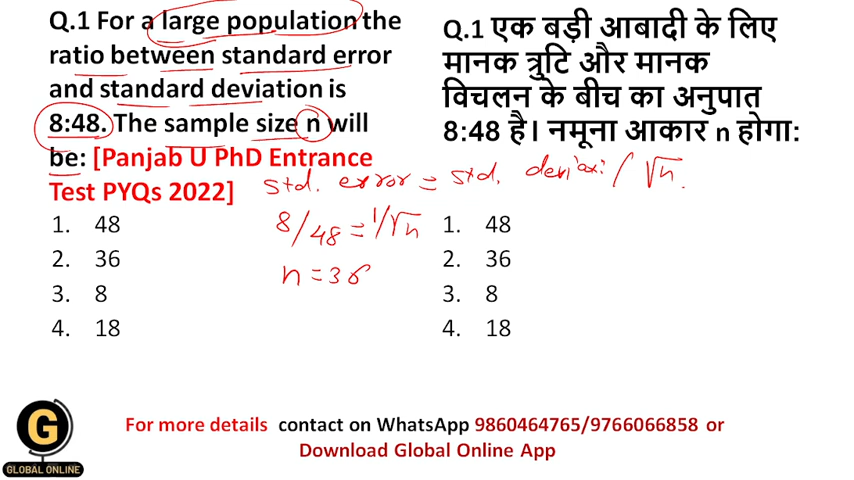 Q.1 For a large population the
ratio between standard error
and standard deviation is
8:48. The sample size n will
be: [Panjab U PhD Entrance
Test PYQs 2022]
1. 48
2. 36
3. 8
4. 18
Q.1 एक बड़ी आबादी के लिए
मानक त्रुटि और मानक
विचलन के बीच का अनुपात
8:48 है। नमूना आकार n होगा:
1. 48
2. 36
3. 8
4. 18
std. error = std. deviation / √n.
8/48 = 1/√n
n = 36
For more details contact on WhatsApp 9860464765/9766066858 or
Download Global Online App
G
GLOBAL ONLINE